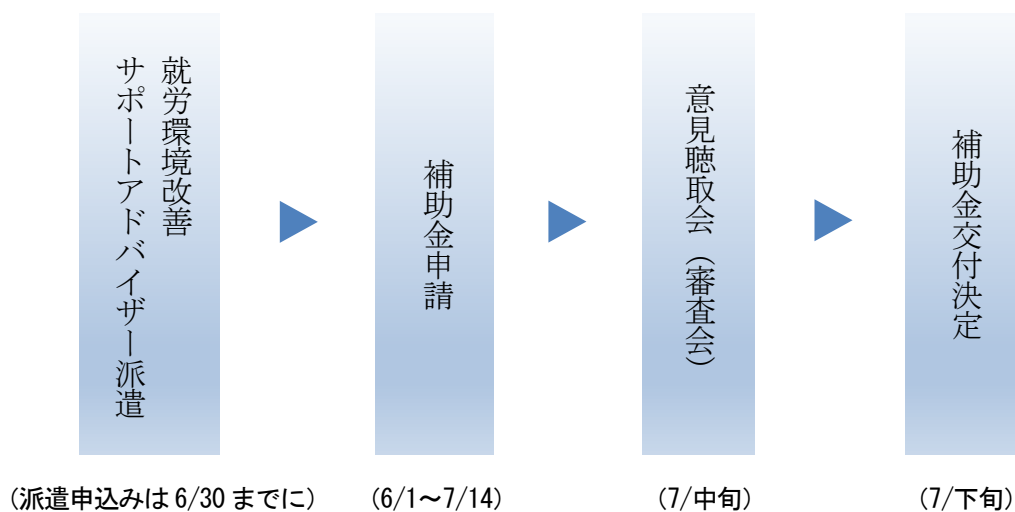 就労環境改善
サポートアドバイザー派遣
補助金申請
意見聴取会（審査会）
補助金交付決定
（派遣申込みは 6/30 までに）
（6/1～7/14）
（7/中旬）
（7/下旬）